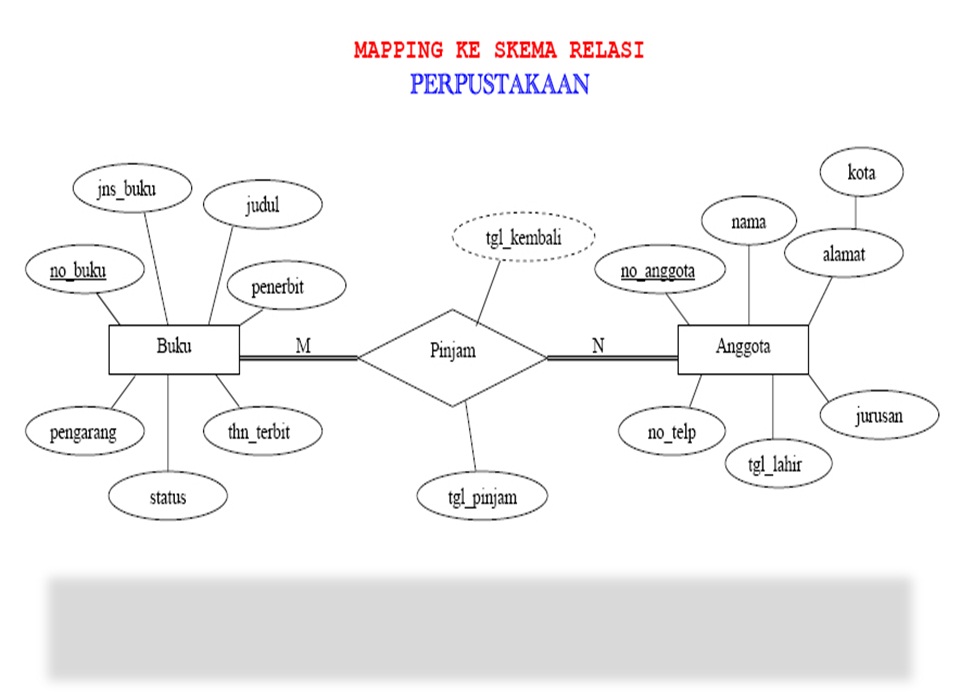 MAPPING KE SKEMA RELASI
PERPUSTAKAAN
kota
jns_buku
judul
nama
tgl_kembali
alamat
no_buku
no_anggota
penerbit
Buku
M
Pinjam
N
Anggota
pengarang
thn_terbit
no_telp
jurusan
tgl_lahir
status
tgl_pinjam